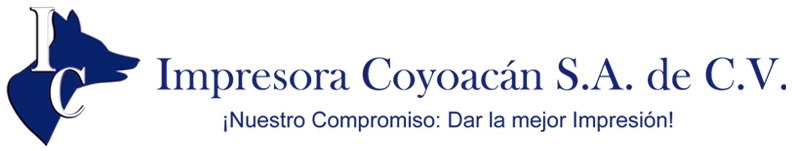 IC
Impresora Coyoacán S.A. de C.V.
¡Nuestro Compromiso: Dar la mejor Impresión!